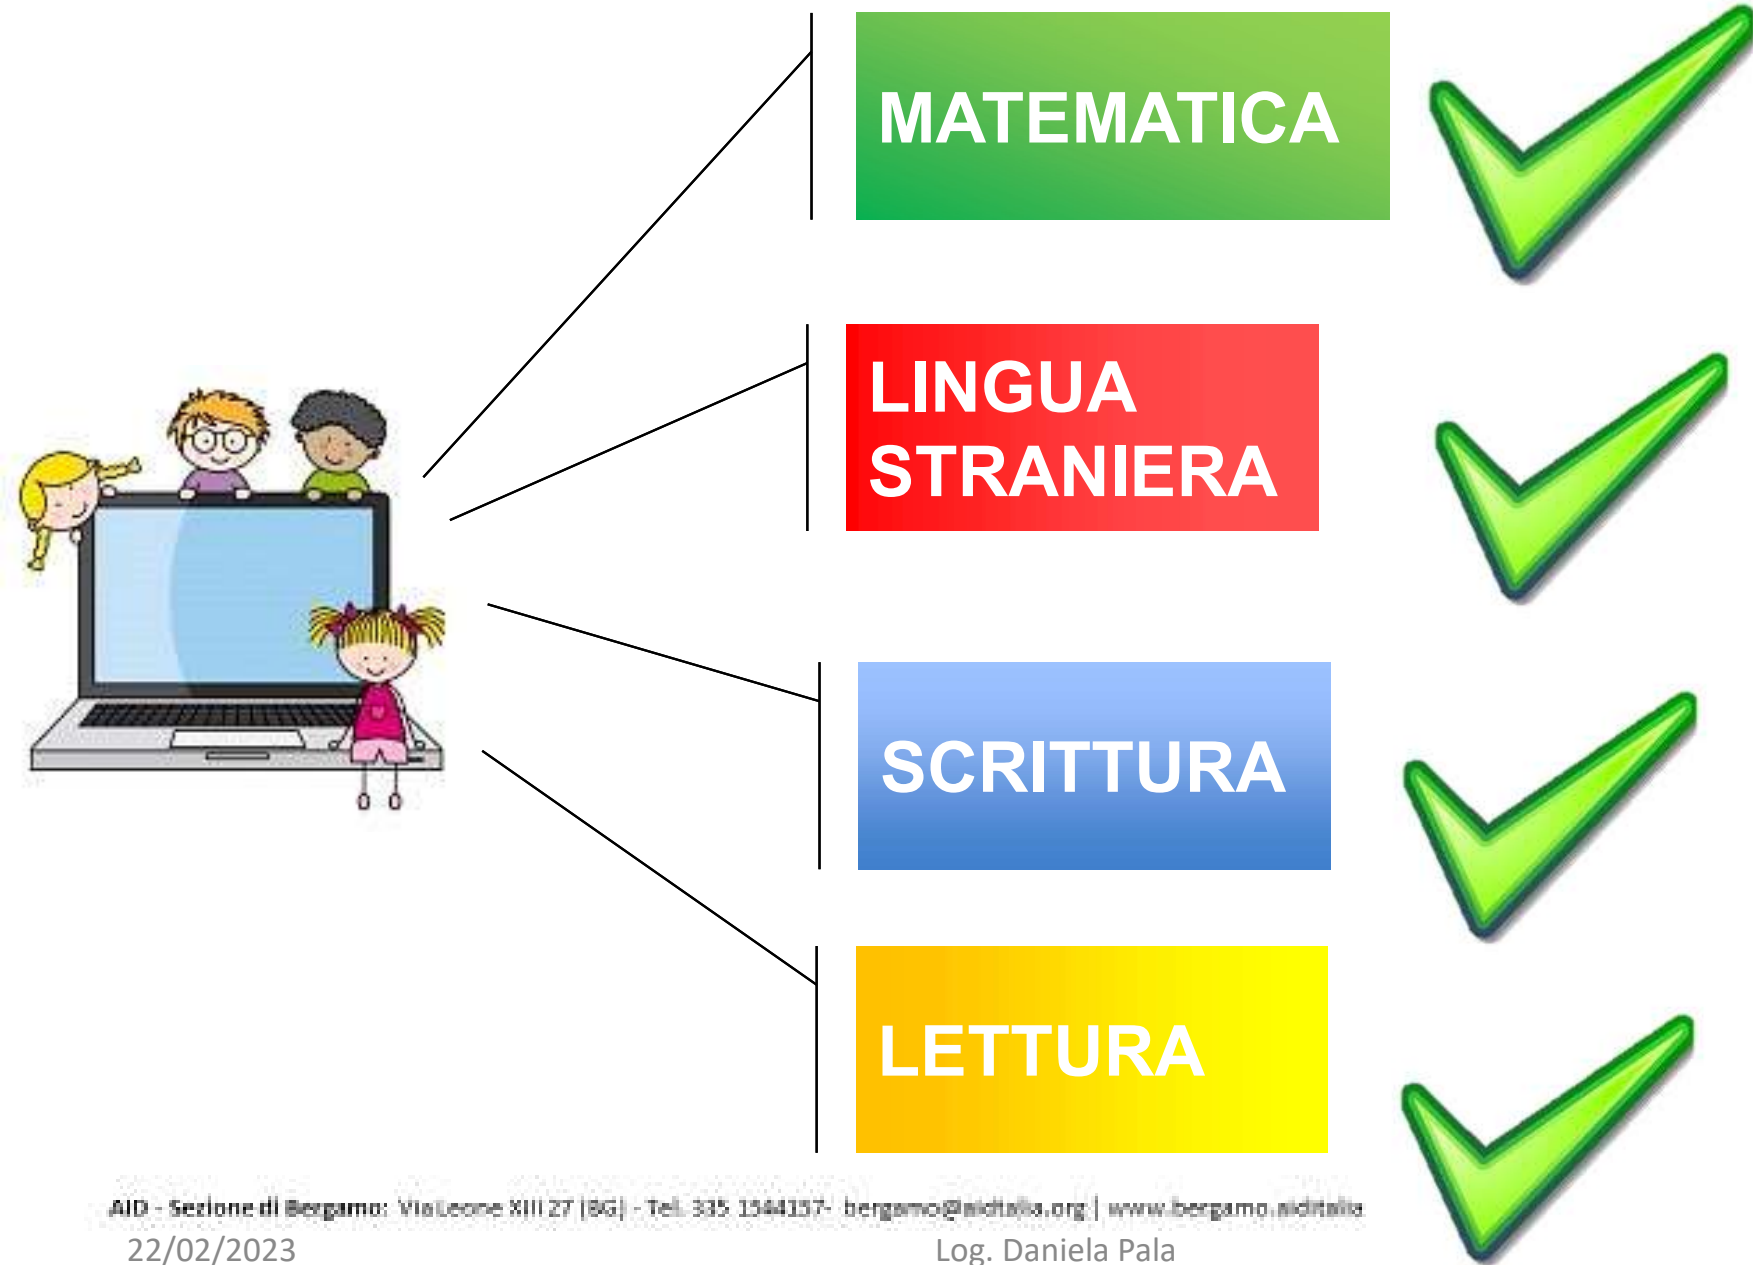 MATEMATICA
LINGUA
STRANIERA
SCRITTURA
LETTURA
AID - Sezione di Bergamo: Via Leone XIII 27 (BG) - Tel. 335 1544157- bergamo@aiditalia.org | www.bergamo.aiditalia
22/02/2023 Log. Daniela Pala